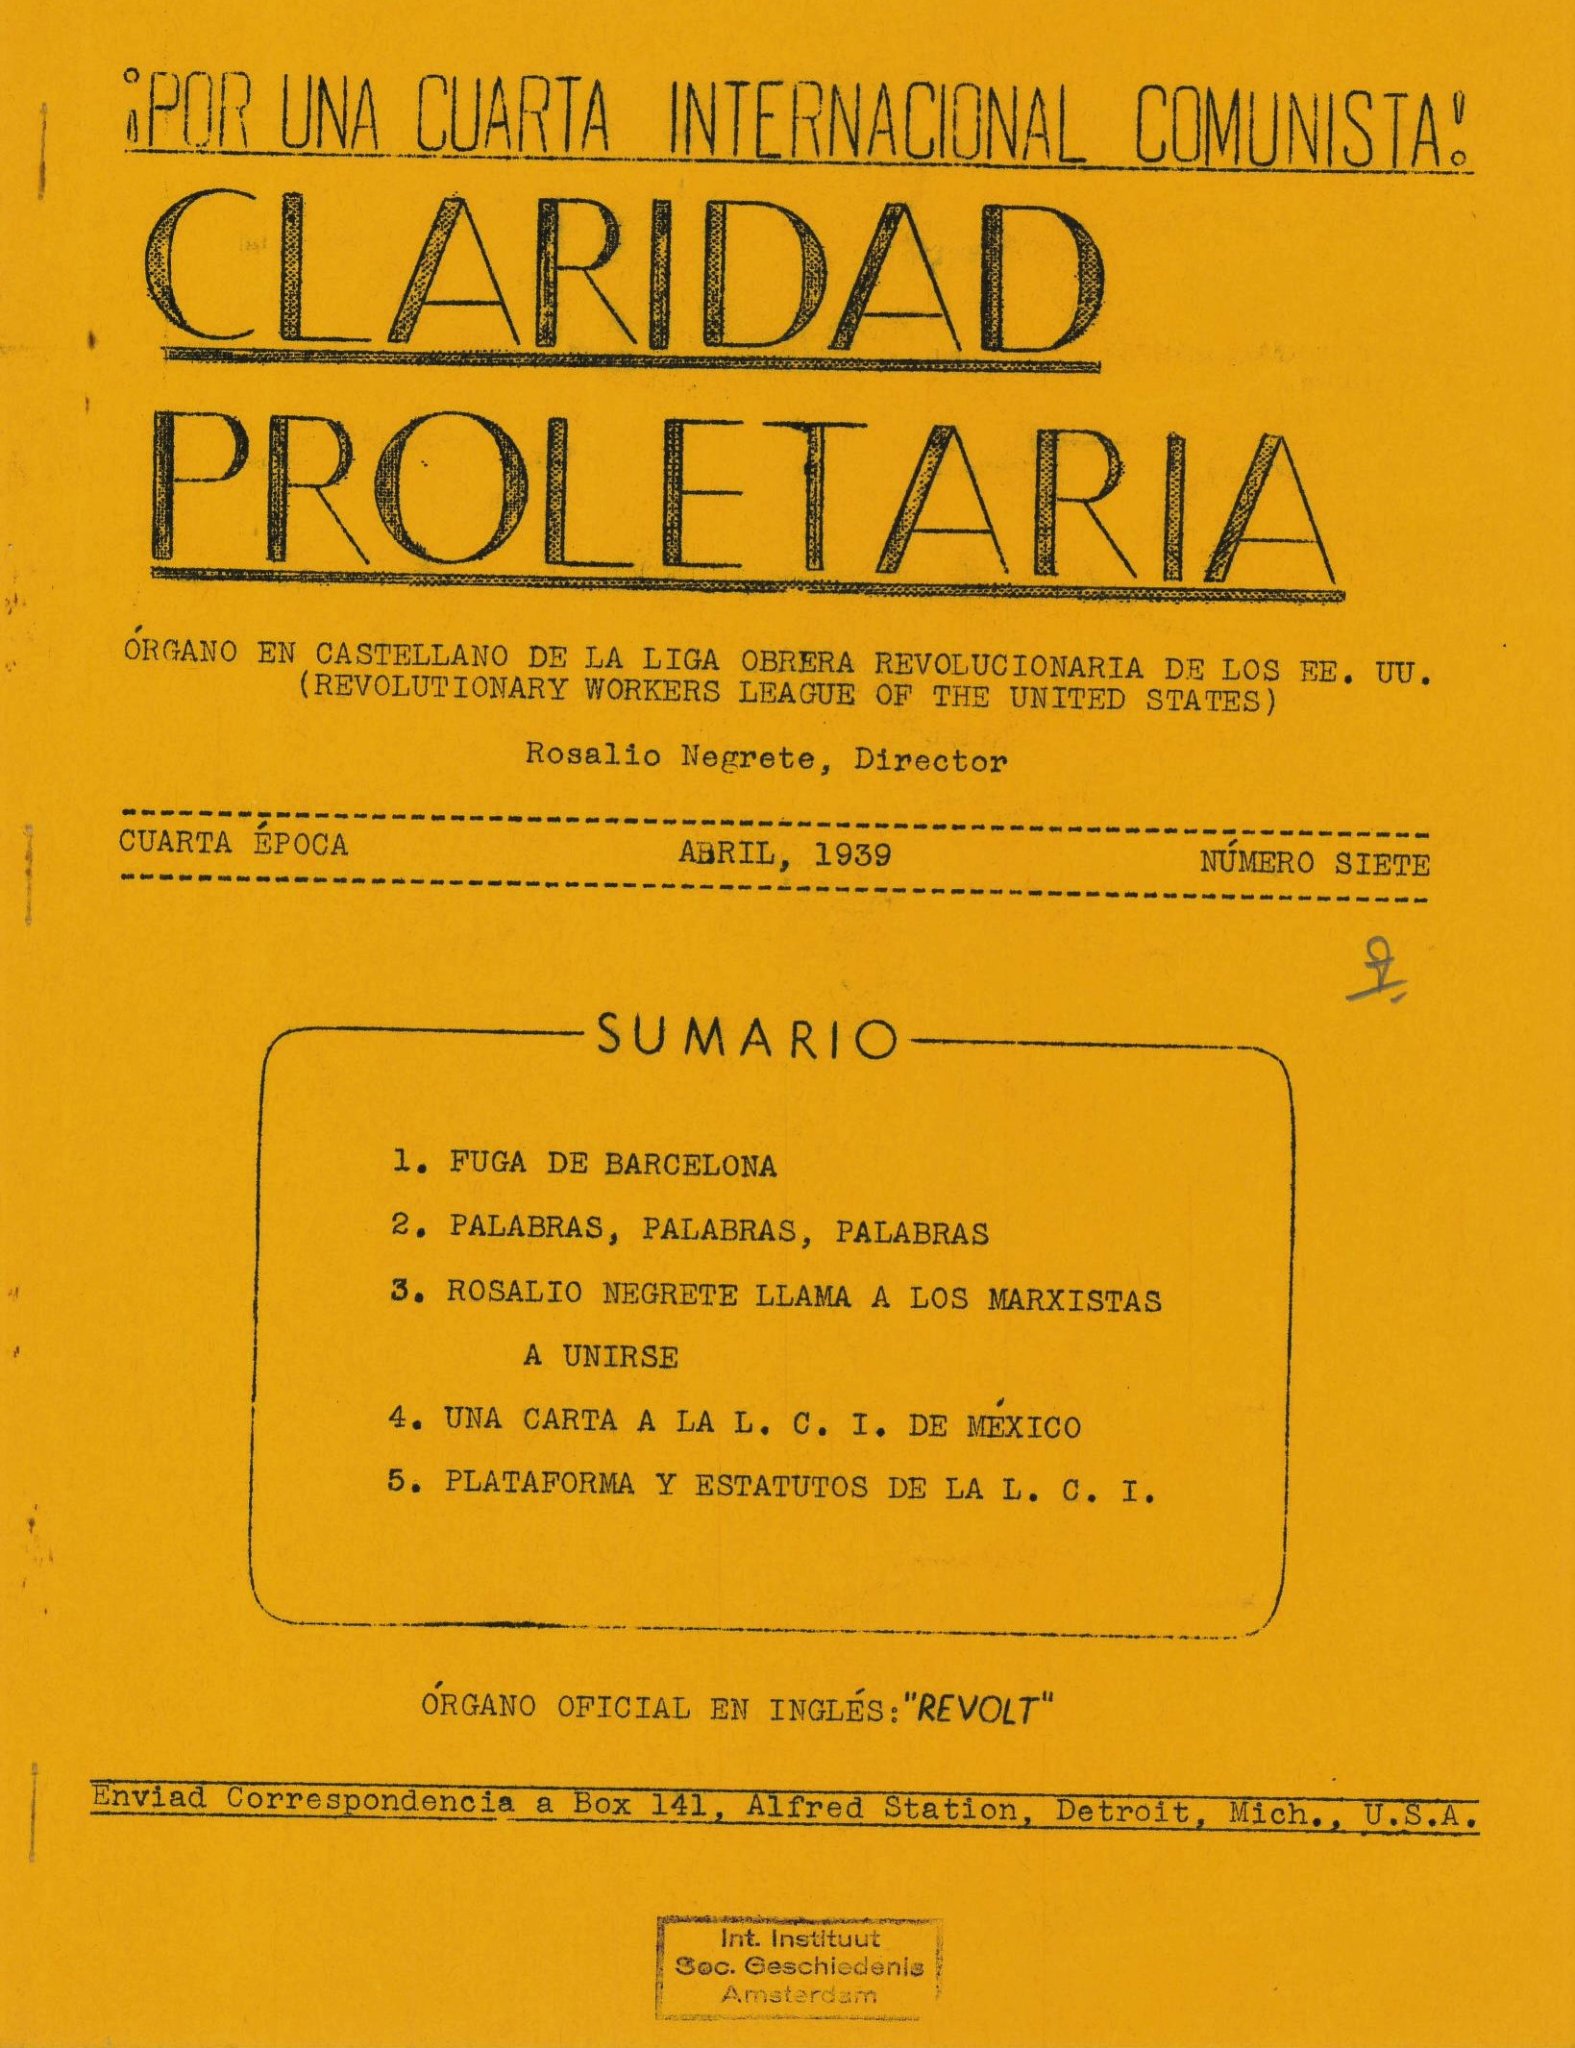 ¡POR UNA CUARTA INTERNACIONAL COMUNISTA!
CLARIDAD
PROLETARIA
ÓRGANO EN CASTELLANO DE LA LIGA OBRERA REVOLUCIONARIA DE LOS EE. UU.
(REVOLUTIONARY WORKERS LEAGUE OF THE UNITED STATES)
Rosalio Negrete, Director
CUARTA ÉPOCA ABRIL, 1939 NÚMERO SIETE
SUMARIO
1. FUGA DE BARCELONA
2. PALABRAS, PALABRAS, PALABRAS
3. ROSALIO NEGRETE LLAMA A LOS MARXISTAS
A UNIRSE
4. UNA CARTA A LA L. C. I. DE MÉXICO
5. PLATAFORMA Y ESTATUTOS DE LA L. C. I.
ÓRGANO OFICIAL EN INGLÉS: "REVOLT"
Enviad Correspondencia a Box 141, Alfred Station, Detroit, Mich., U.S.A.
Int. Instituut
Soc. Geschiedenis
Amsterdam